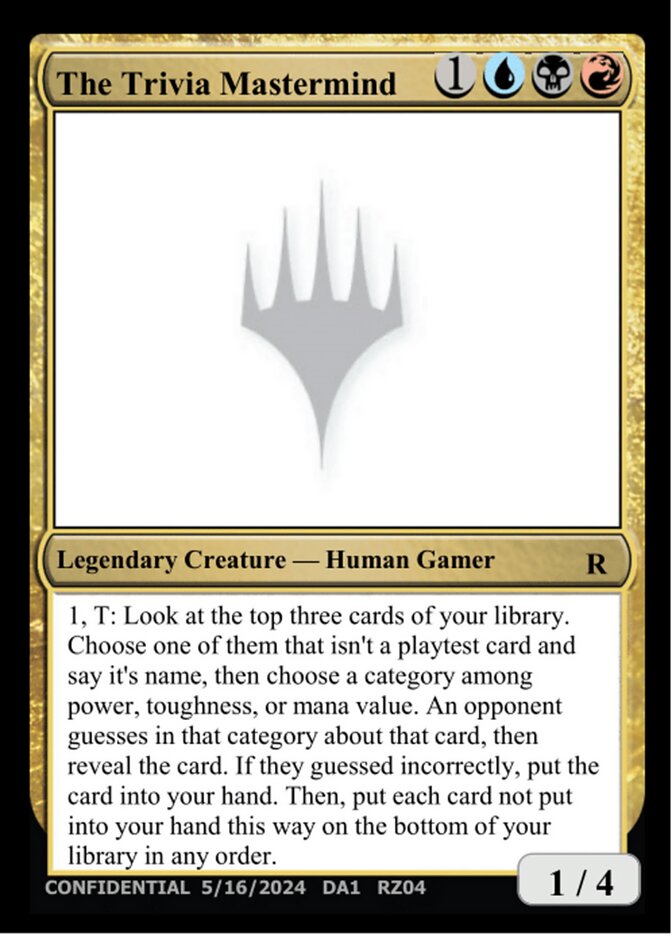 The Trivia Mastermind 1
Legendary Creature — Human Gamer R
1, T: Look at the top three cards of your library.
Choose one of them that isn't a playtest card and
say it's name, then choose a category among
power, toughness, or mana value. An opponent
guesses in that category about that card, then
reveal the card. If they guessed incorrectly, put the
card into your hand. Then, put each card not put
into your hand this way on the bottom of your
library in any order.
CONFIDENTIAL 5/16/2024 DA1 RZ04
1 / 4